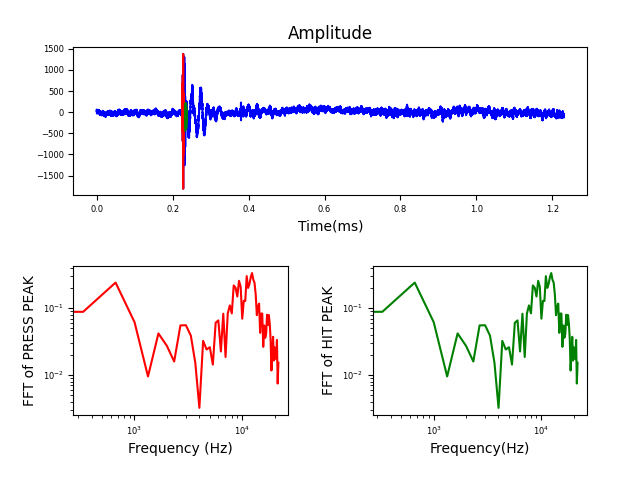 Amplitude
1500
1000
500
0
−500
−1000
−1500
0.0 0.2 0.4 0.6 0.8 1.0 1.2
Time(ms)
FFT of PRESS PEAK
10⁻¹
10⁻²
10³ 10⁴
Frequency (Hz)
FFT of HIT PEAK
10⁻¹
10⁻²
10³ 10⁴
Frequency(Hz)